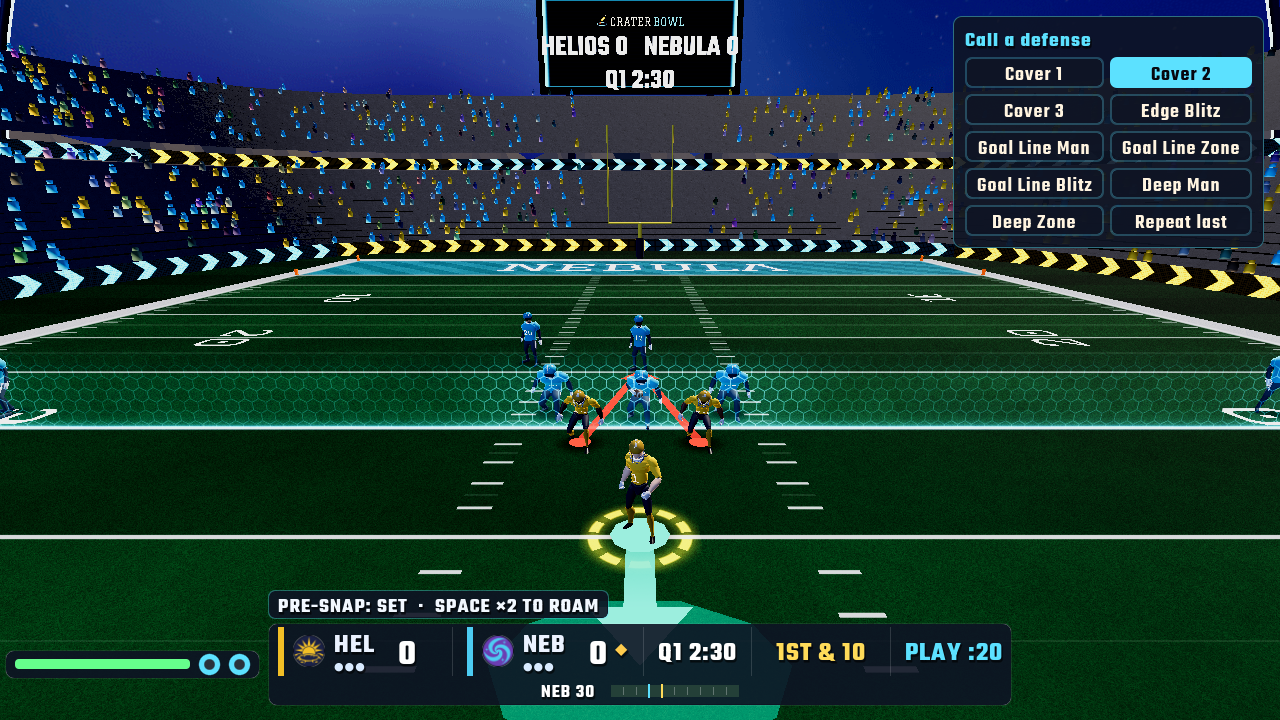 CRATER BOWL
HELIOS 0 NEBULA 0
Q1 2:30
Call a defense
Cover 1
Cover 2
Cover 3
Edge Blitz
Goal Line Man
Goal Line Zone
Goal Line Blitz
Deep Man
Deep Zone
Repeat last
NEBULA
PRE-SNAP: SET · SPACE ×2 TO ROAM
HEL 0
NEB 0
Q1 2:30
1ST & 10
PLAY :20
NEB 30